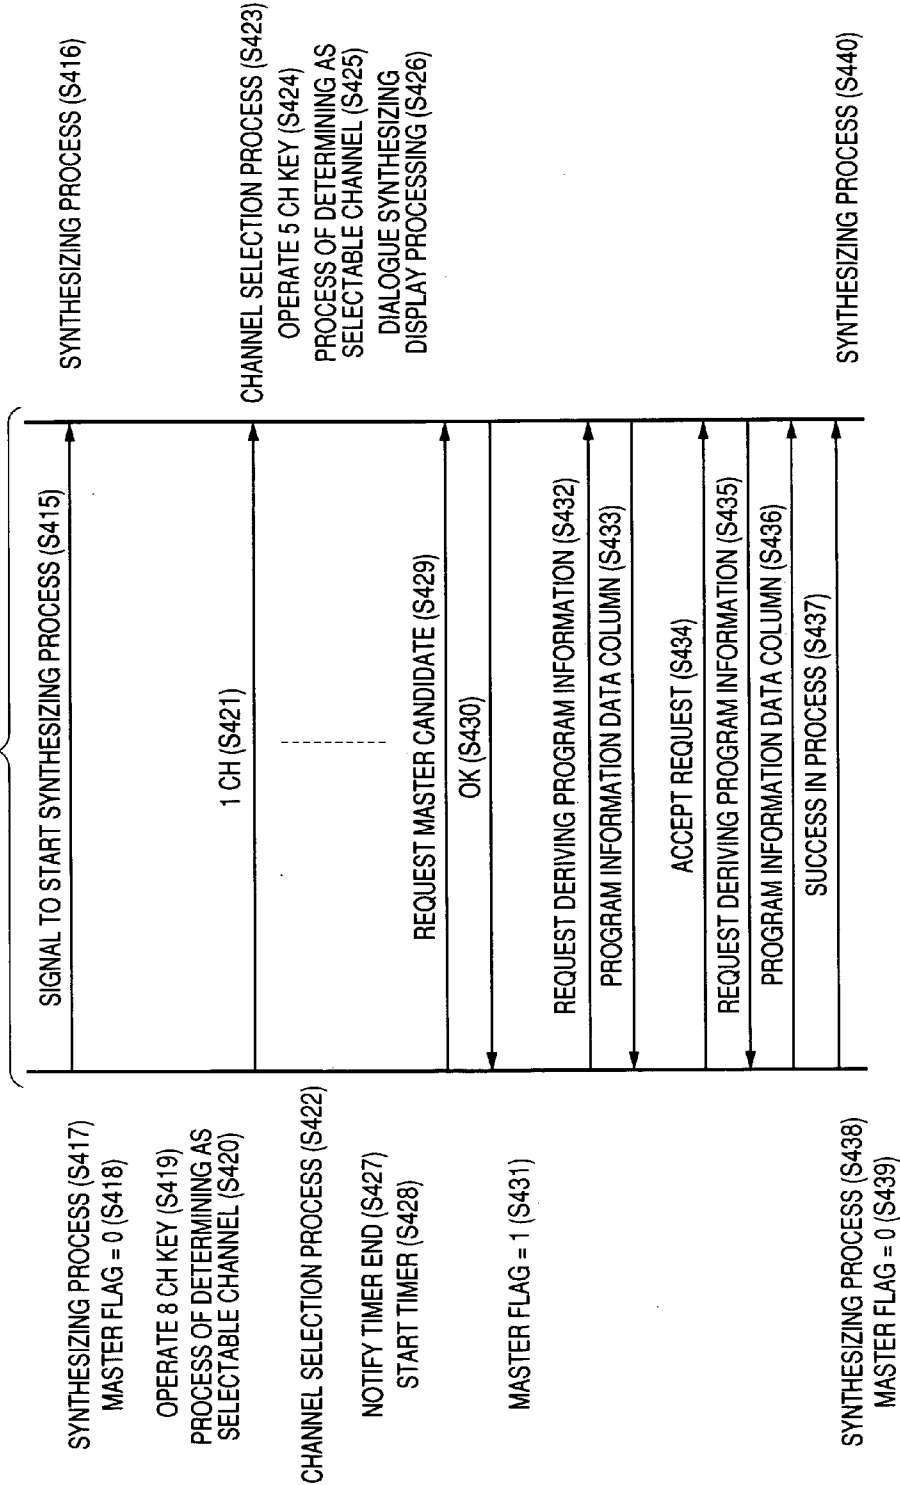 SIGNAL TO START SYNTHESIZING PROCESS (S415)
SYNTHESIZING PROCESS (S416)
SYNTHESIZING PROCESS (S417)
MASTER FLAG = 0 (S418)
OPERATE 8 CH KEY (S419)
PROCESS OF DETERMINING AS
SELECTABLE CHANNEL (S420)
1 CH (S421)
CHANNEL SELECTION PROCESS (S422)
CHANNEL SELECTION PROCESS (S423)
OPERATE 5 CH KEY (S424)
PROCESS OF DETERMINING AS
SELECTABLE CHANNEL (S425)
DIALOGUE SYNTHESIZING
DISPLAY PROCESSING (S426)
NOTIFY TIMER END (S427)
START TIMER (S428)
REQUEST MASTER CANDIDATE (S429)
OK (S430)
MASTER FLAG = 1 (S431)
REQUEST DERIVING PROGRAM INFORMATION (S432)
PROGRAM INFORMATION DATA COLUMN (S433)
ACCEPT REQUEST (S434)
REQUEST DERIVING PROGRAM INFORMATION (S435)
PROGRAM INFORMATION DATA COLUMN (S436)
SUCCESS IN PROCESS (S437)
SYNTHESIZING PROCESS (S438)
MASTER FLAG = 0 (S439)
SYNTHESIZING PROCESS (S440)